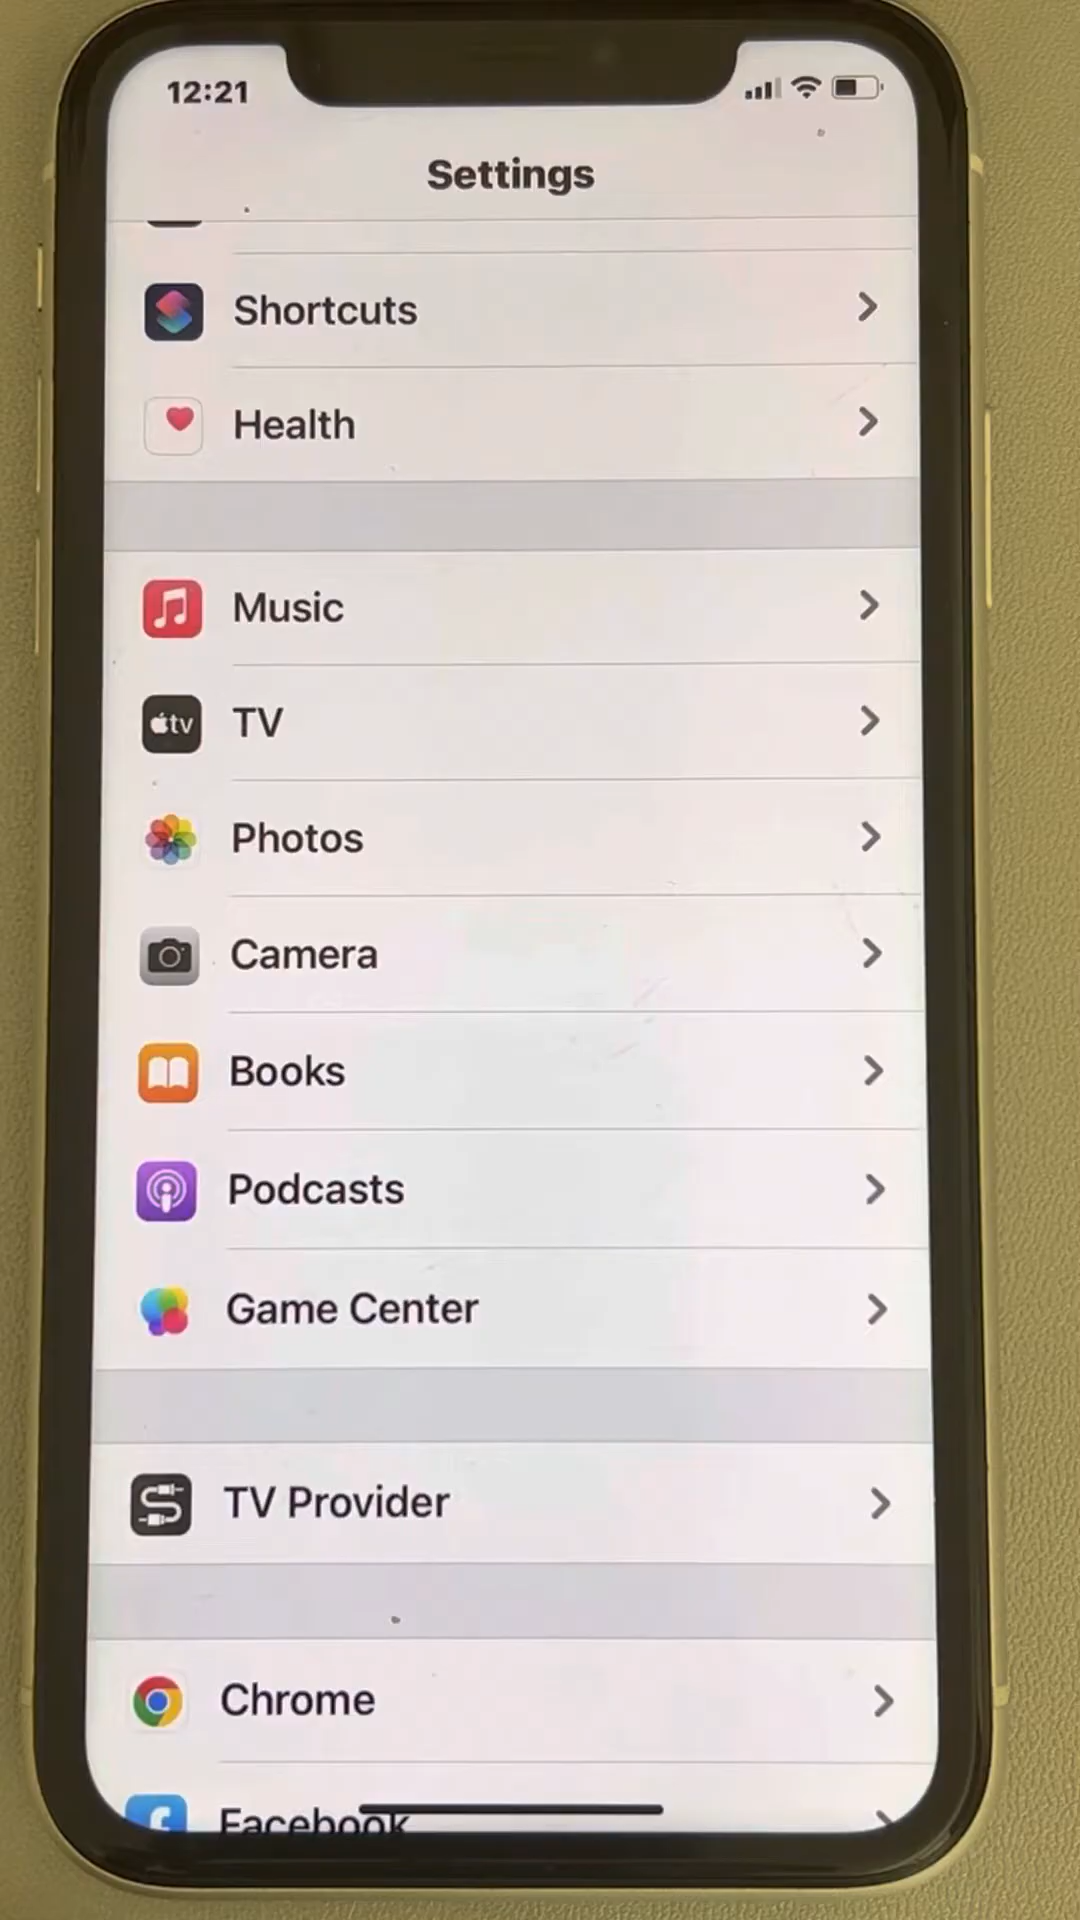 12:21
Settings
Shortcuts
Health
Music
tv TV
Photos
Camera
Books
Podcasts
Game Center
TV Provider
Chrome
f Facebook